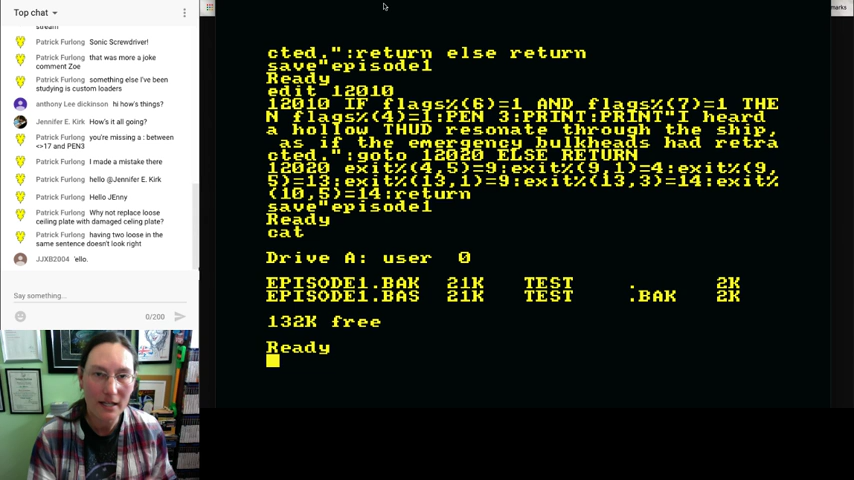 Top chat
stream
Patrick Furlong Sonic Screwdriver!
Patrick Furlong that was more a joke
comment Zoe
Patrick Furlong something else I've been
studying is custom loaders
anthony Lee dickinson hi how's things?
Jennifer E. Kirk How's it all going?
Patrick Furlong you're missing a : between
<>17 and PEN3
Patrick Furlong I made a mistake there
Patrick Furlong hello @Jennifer E. Kirk
Patrick Furlong Hello JEnny
Patrick Furlong Why not replace loose
ceiling plate with damaged celing plate?
Patrick Furlong having two loose in the
same sentence doesn't look right
JJXB2004 'ello.
Say something...
0/200
marks
cted.":return else return
save"episode1
Ready
edit 12010
12010 IF flags%(6)=1 AND flags%(7)=1 THE
N flags%(4)=1:PEN 3:PRINT:PRINT"I heard
a hollow THUD resonate through the ship,
as if the emergency bulkheads had retra
cted.":goto 12020 ELSE RETURN
12020 exit%(4,5)=9:exit%(9,1)=4:exit%(9,
5)=13:exit%(13,1)=9:exit%(13,3)=14:exit%
(10,5)=14:return
save"episode1
Ready
cat
Drive A: user 0
EPISODE1.BAK 21K TEST . 2K
EPISODE1.BAS 21K TEST .BAK 2K
132K free
Ready